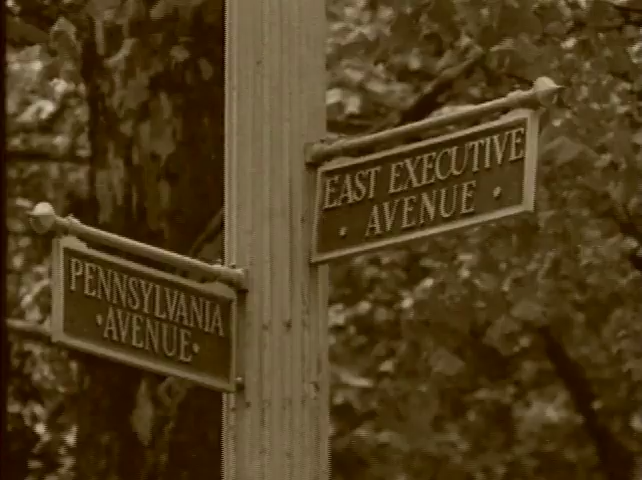 PENNSYLVANIA
•AVENUE•
EAST EXECUTIVE
• AVENUE •